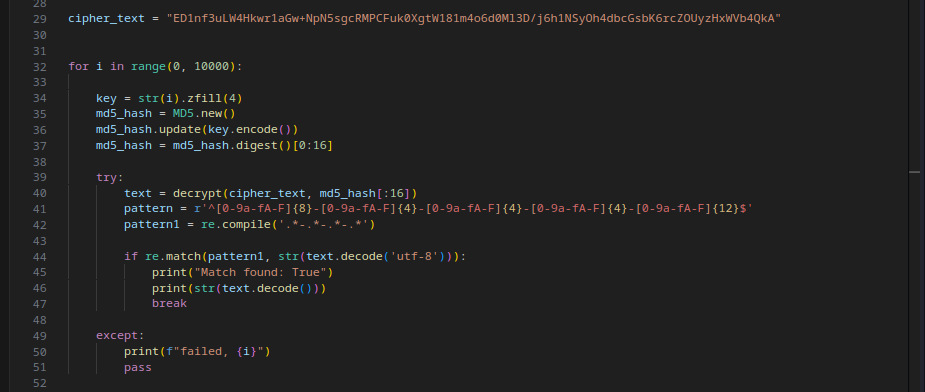 28
29 cipher_text = "ED1nf3uLW4Hkwr1aGw+NpN5sgcRMPCFuk0XgtW181m4o6d0Ml3D/j6h1NSyOh4dbcGsbK6rcZOUyzHxWVb4QkA"
30
31
32 for i in range(0, 10000):
33
34     key = str(i).zfill(4)
35     md5_hash = MD5.new()
36     md5_hash.update(key.encode())
37     md5_hash = md5_hash.digest()[0:16]
38
39     try:
40         text = decrypt(cipher_text, md5_hash[:16])
41         pattern = r'^[0-9a-fA-F]{8}-[0-9a-fA-F]{4}-[0-9a-fA-F]{4}-[0-9a-fA-F]{4}-[0-9a-fA-F]{12}$'
42         pattern1 = re.compile('.*-.*-.*-.*')
43
44         if re.match(pattern1, str(text.decode('utf-8'))):
45             print("Match found: True")
46             print(str(text.decode()))
47             break
48
49     except:
50         print(f"failed, {i}")
51         pass
52